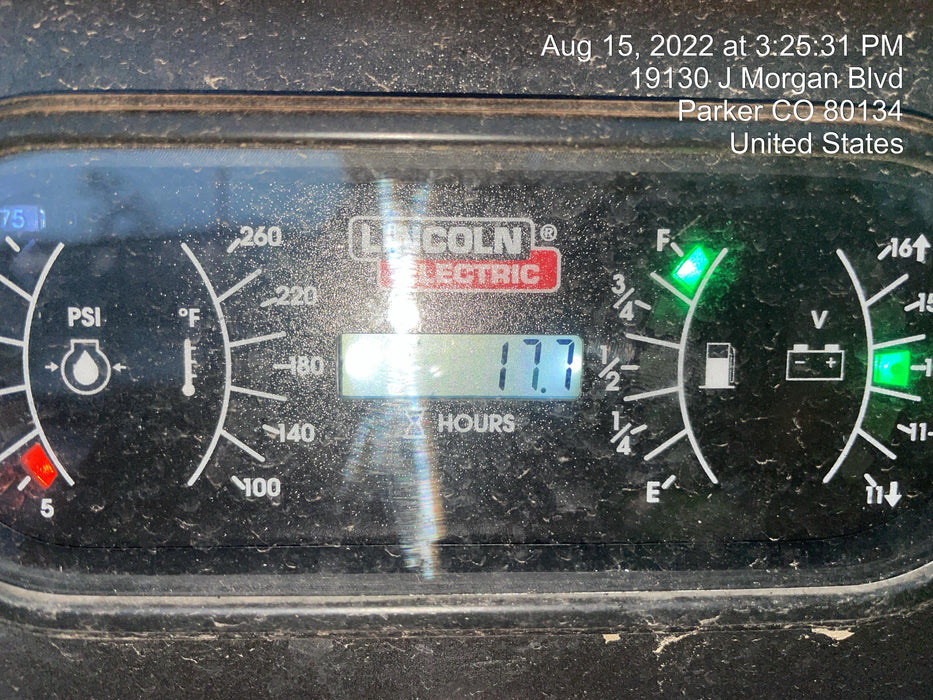 Aug 15, 2022 at 3:25:31 PM
19130 J Morgan Blvd
Parker CO 80134
United States
75
PSI
5
°F
260
220
180
140
100
LINCOLN®
ELECTRIC
17.7
HOURS
F
3/4
1/2
1/4
E
V
- +
16↑
11↓